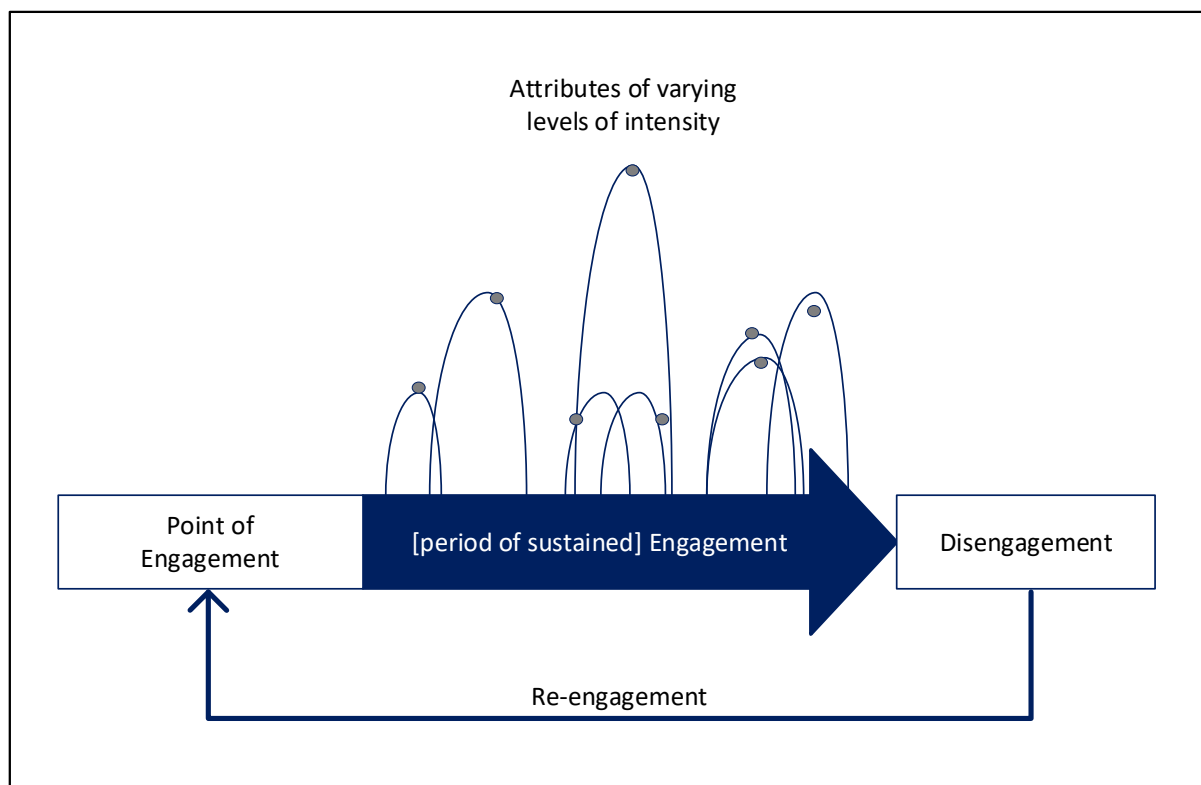 Attributes of varying
levels of intensity
Point of
Engagement
[period of sustained] Engagement
Disengagement
Re-engagement